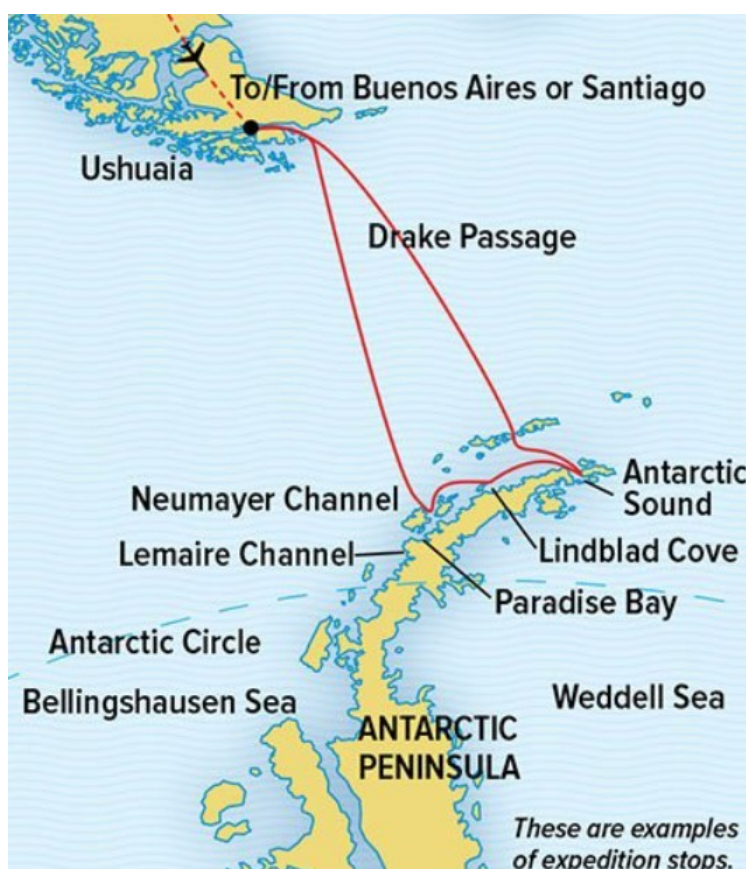 To/From Buenos Aires or Santiago
Ushuaia
Drake Passage
Antarctic
Sound
Neumayer Channel
Lemaire Channel
Lindblad Cove
Paradise Bay
Antarctic Circle
Bellingshausen Sea
Weddell Sea
ANTARCTIC
PENINSULA
These are examples
of expedition stops.